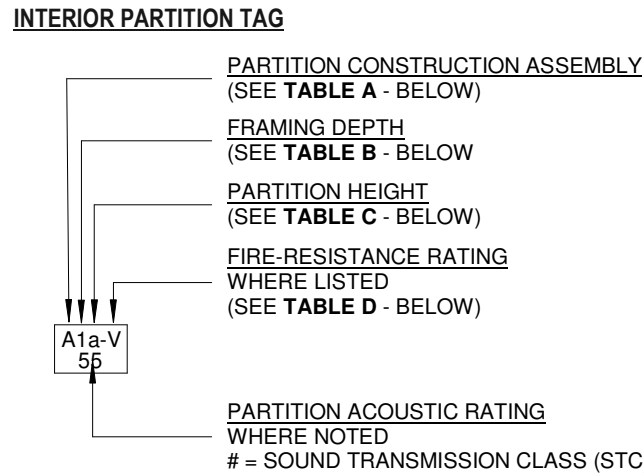 INTERIOR PARTITION TAG
PARTITION CONSTRUCTION ASSEMBLY
(SEE TABLE A - BELOW)
FRAMING DEPTH
(SEE TABLE B - BELOW
PARTITION HEIGHT
(SEE TABLE C - BELOW)
FIRE-RESISTANCE RATING
WHERE LISTED
(SEE TABLE D - BELOW)
A1a-V
55
PARTITION ACOUSTIC RATING
WHERE NOTED
# = SOUND TRANSMISSION CLASS (STC